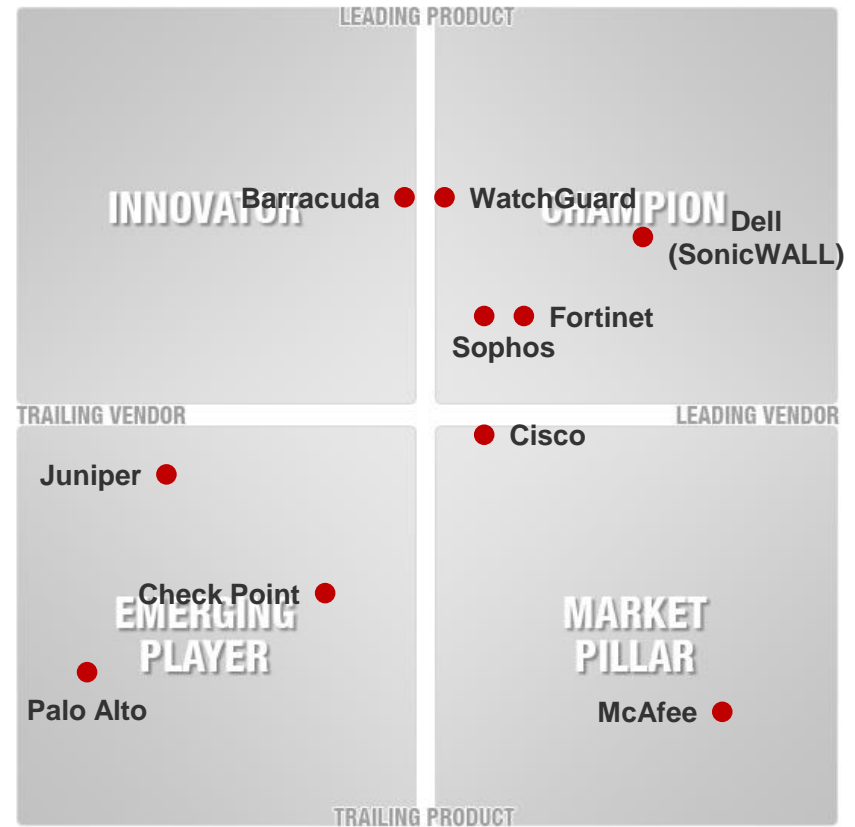 LEADING PRODUCT
INNOVATOR
Barracuda
WatchGuard
CHAMPION
Dell
(SonicWALL)
Fortinet
Sophos
TRAILING VENDOR
LEADING VENDOR
Cisco
Juniper
Check Point
EMERGING
PLAYER
MARKET
PILLAR
Palo Alto
McAfee
TRAILING PRODUCT